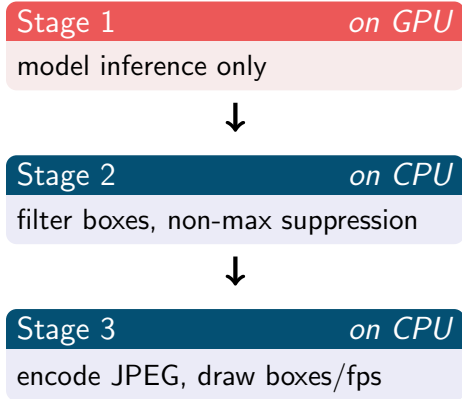 Stage 1 on GPU
model inference only
Stage 2 on CPU
filter boxes, non-max suppression
Stage 3 on CPU
encode JPEG, draw boxes/fps